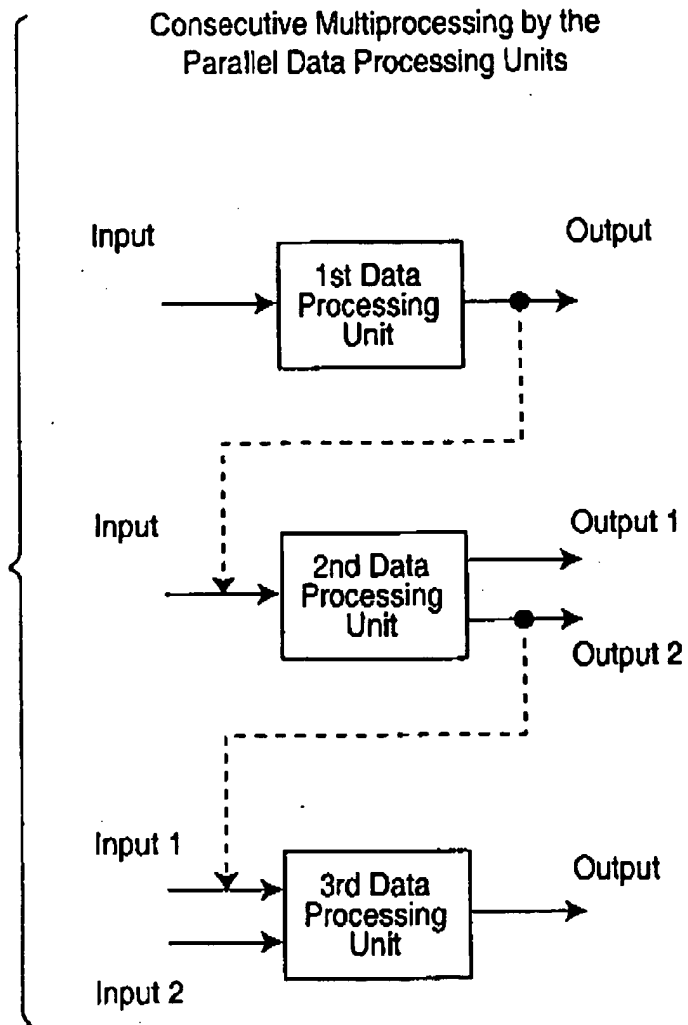 Consecutive Multiprocessing by the
Parallel Data Processing Units
Input
1st Data
Processing
Unit
Output
Input
2nd Data
Processing
Unit
Output 1
Output 2
Input 1
Input 2
3rd Data
Processing
Unit
Output